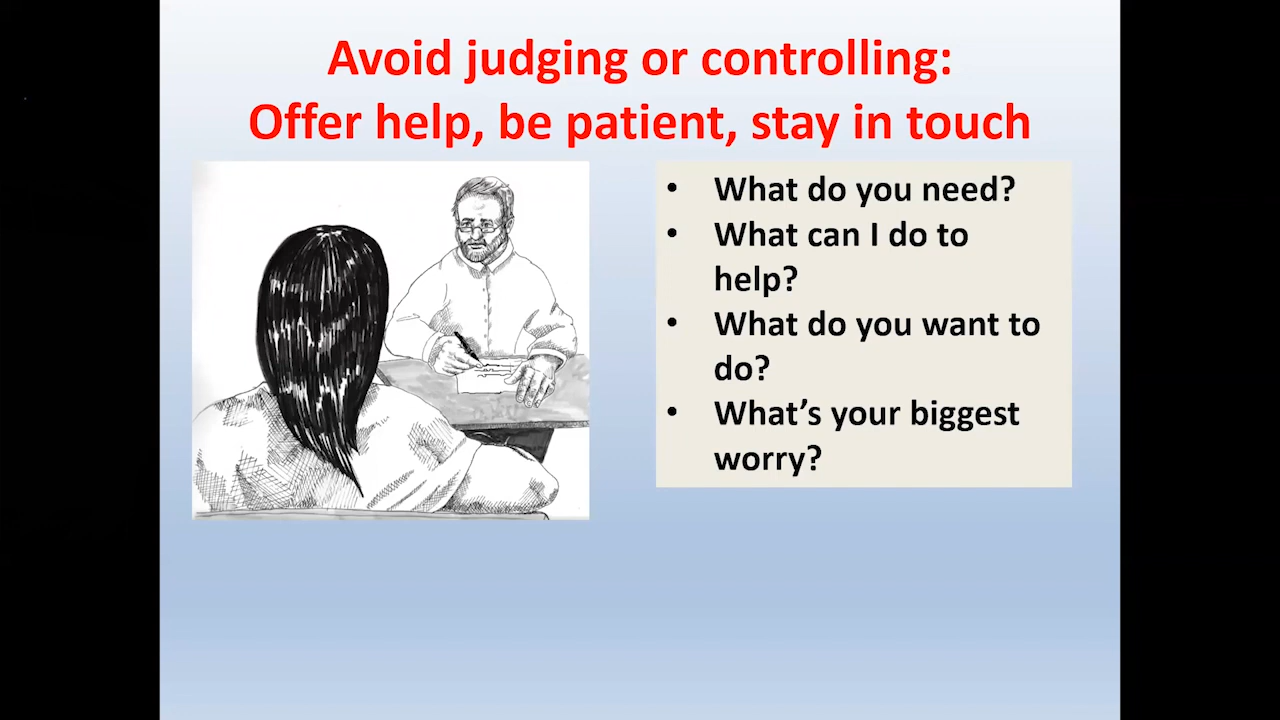 Avoid judging or controlling:
Offer help, be patient, stay in touch
• What do you need?
• What can I do to
help?
• What do you want to
do?
• What’s your biggest
worry?